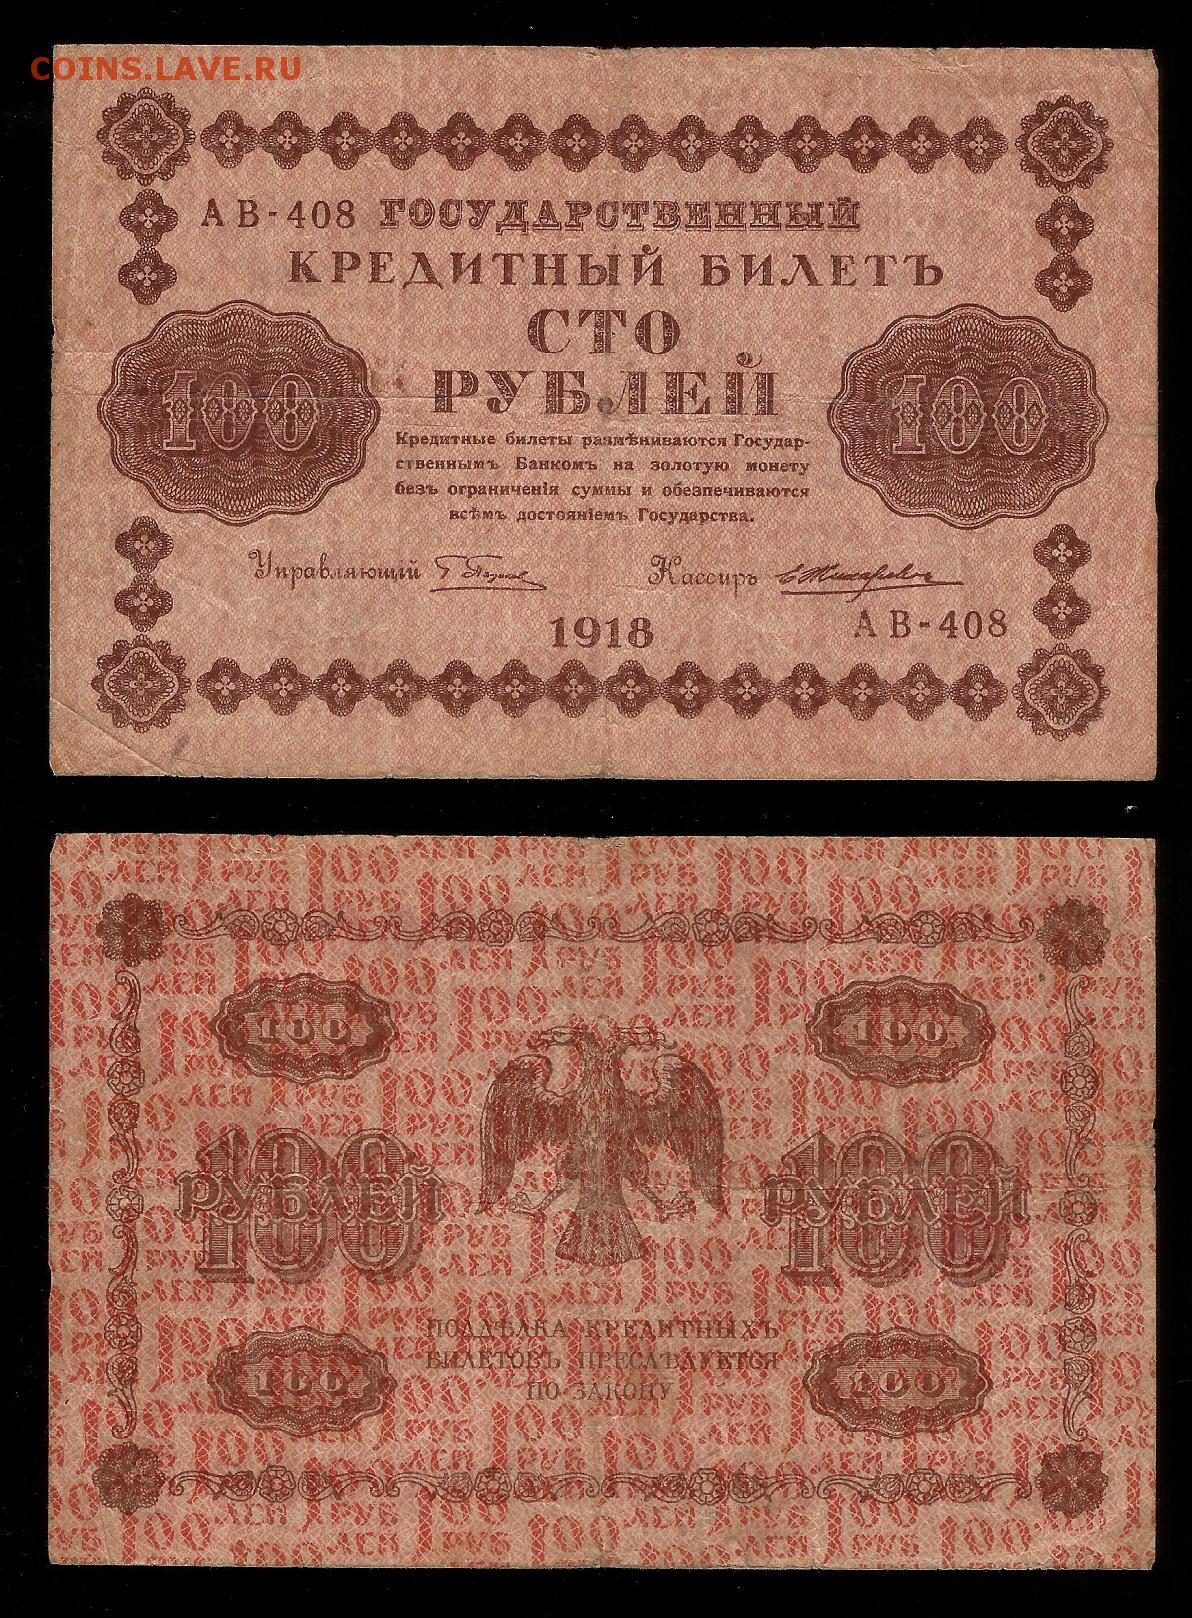 COINS.LAVE.RU
АВ-408 ГОСУДАРСТВЕННЫЙ
КРЕДИТНЫЙ БИЛЕТЪ
СТО
100 РУБЛЕЙ 100
Кредитные билеты размѣниваются Государ-
ственнымъ Банкомъ на золотую монету
безъ ограниченія суммы и обезпечиваются
всѣмъ достояніемъ Государства.
Управляющій Кассиръ
1918 АВ-408
100 100
100 100
РУБЛЕЙ РУБЛЕЙ
100 100
ПОДДѢЛКА КРЕДИТНЫХЪ
БИЛЕТОВЪ ПРЕСЛѢДУЕТСЯ
ПО ЗАКОНУ
100 100